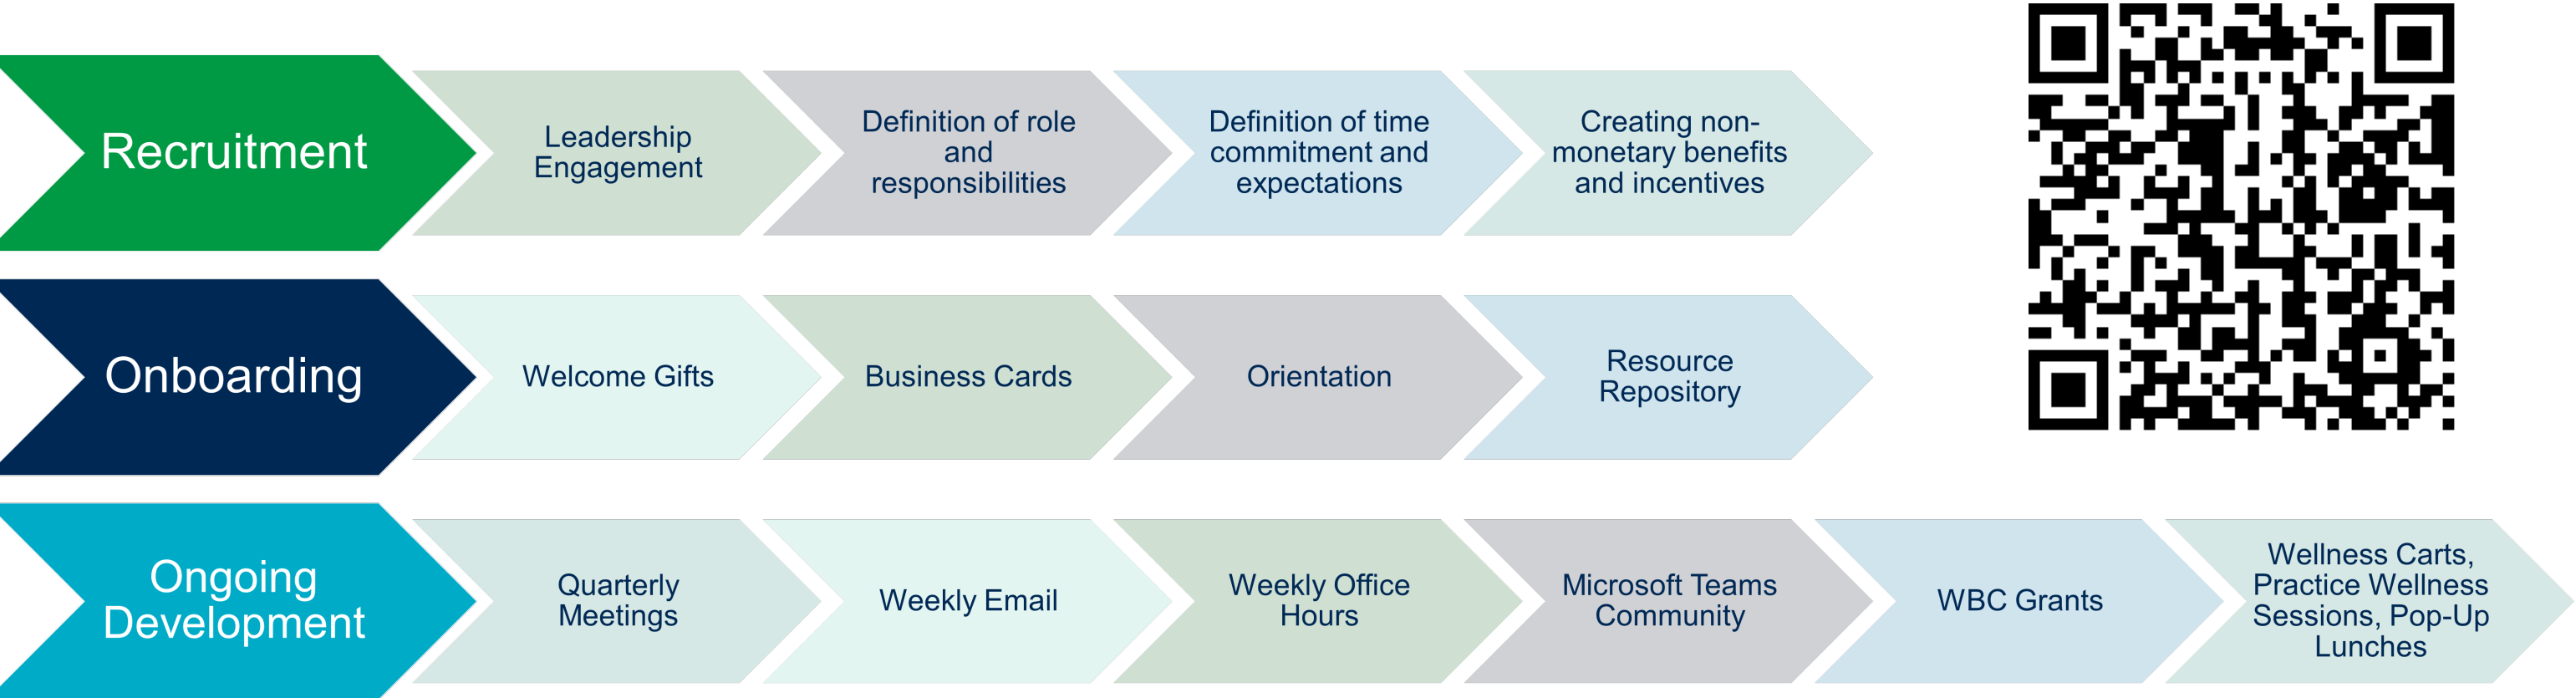 Recruitment
Leadership
Engagement
Definition of role
and
responsibilities
Definition of time
commitment and
expectations
Creating non-
monetary benefits
and incentives
Onboarding
Welcome Gifts
Business Cards
Orientation
Resource
Repository
Ongoing
Development
Quarterly
Meetings
Weekly Email
Weekly Office
Hours
Microsoft Teams
Community
WBC Grants
Wellness Carts,
Practice Wellness
Sessions, Pop-Up
Lunches